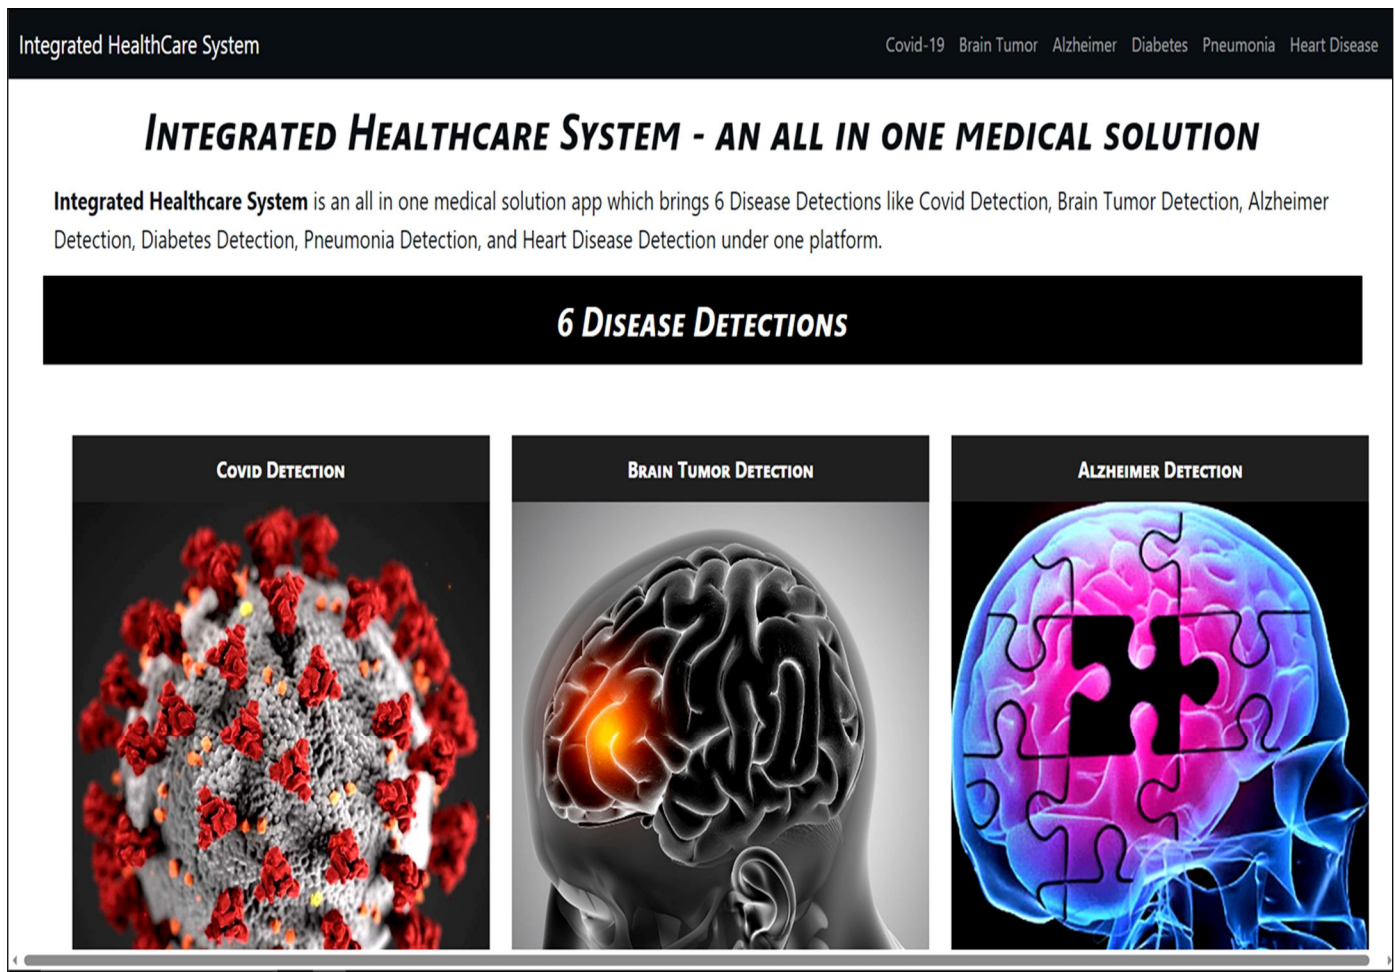 Integrated HealthCare System
Covid-19 Brain Tumor Alzheimer Diabetes Pneumonia Heart Disease
Integrated Healthcare System - an all in one medical solution
Integrated Healthcare System is an all in one medical solution app which brings 6 Disease Detections like Covid Detection, Brain Tumor Detection, Alzheimer
Detection, Diabetes Detection, Pneumonia Detection, and Heart Disease Detection under one platform.
6 Disease Detections
Covid Detection
Brain Tumor Detection
Alzheimer Detection